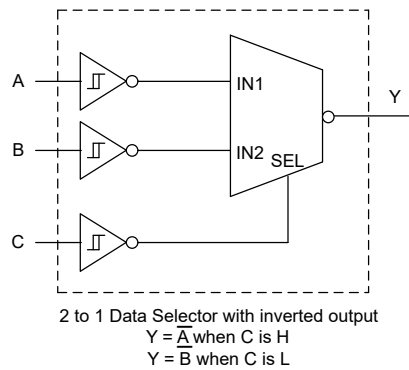 A
IN1
Y
B
IN2
SEL
C
2 to 1 Data Selector with inverted output
Y = A̅ when C is H
Y = B̅ when C is L